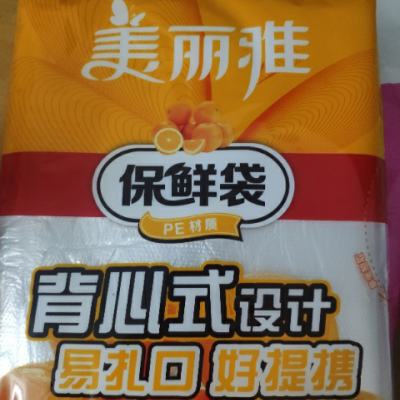 美丽雅
保鲜袋
PE材质
背心式设计
易扎口 好提携